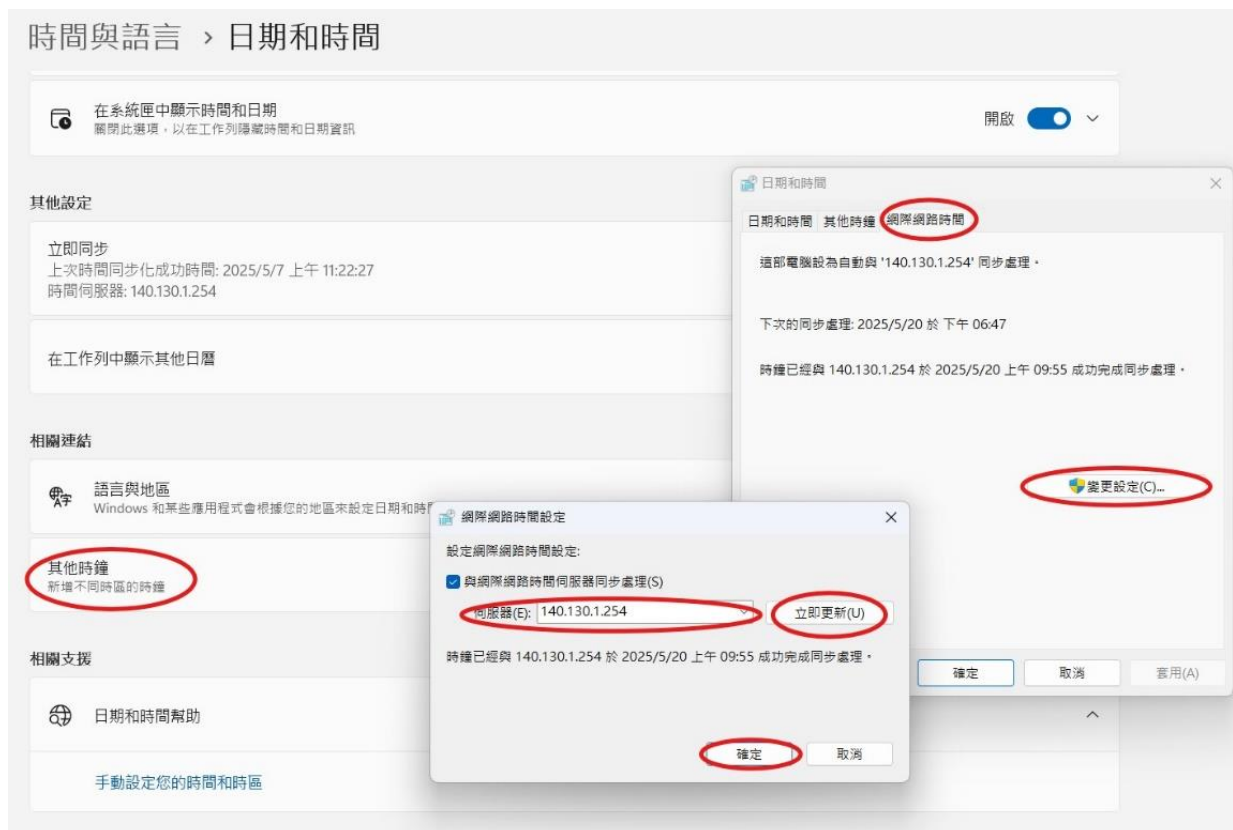 時間與語言 › 日期和時間
在系統匣中顯示時間和日期
關閉此選項，以在工作列隱藏時間和日期資訊
開啟
其他設定
立即同步
上次時間同步化成功時間: 2025/5/7 上午 11:22:27
時間伺服器: 140.130.1.254
在工作列中顯示其他日曆
相關連結
語言與地區
Windows 和某些應用程式會根據您的地區來設定日期和時
其他時鐘
新增不同時區的時鐘
相關支援
日期和時間幫助
手動設定您的時間和時區
日期和時間
日期和時間 其他時鐘 網際網路時間
這部電腦設為自動與 '140.130.1.254' 同步處理。
下次的同步處理: 2025/5/20 於 下午 06:47
時鐘已經與 140.130.1.254 於 2025/5/20 上午 09:55 成功完成同步處理。
變更設定(C)...
確定 取消 套用(A)
網際網路時間設定
設定網際網路時間設定:
與網際網路時間伺服器同步處理(S)
伺服器(E): 140.130.1.254 立即更新(U)
時鐘已經與 140.130.1.254 於 2025/5/20 上午 09:55 成功完成同步處理。
確定 取消